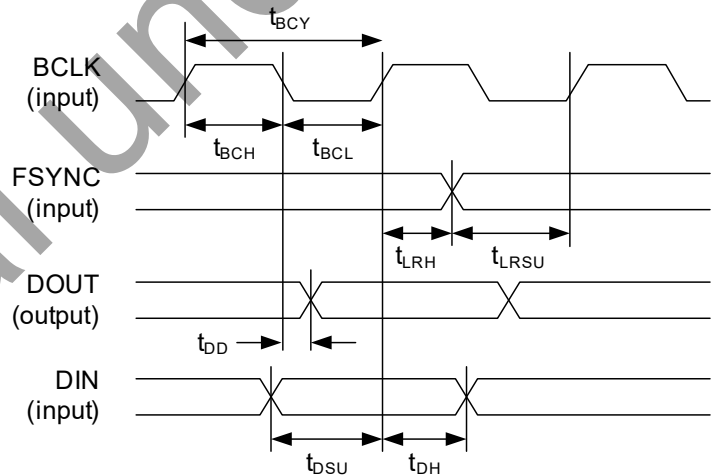 tBCY
BCLK
(input)
tBCH
tBCL
FSYNC
(input)
tLRH
tLRSU
DOUT
(output)
tDD
DIN
(input)
tDSU
tDH